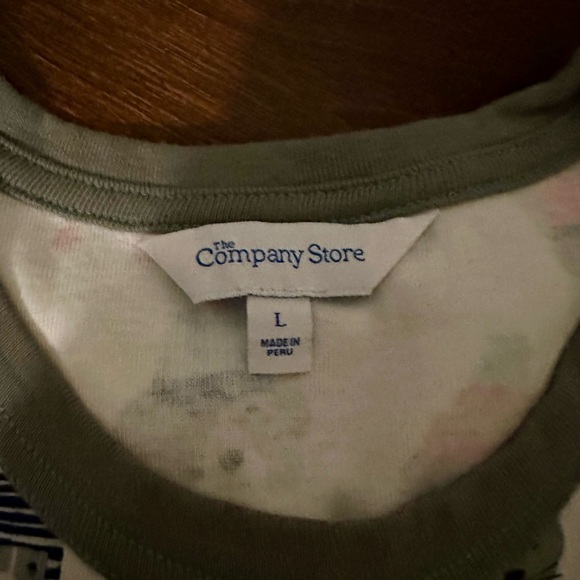 The
Company Store
L
MADE IN
PERU